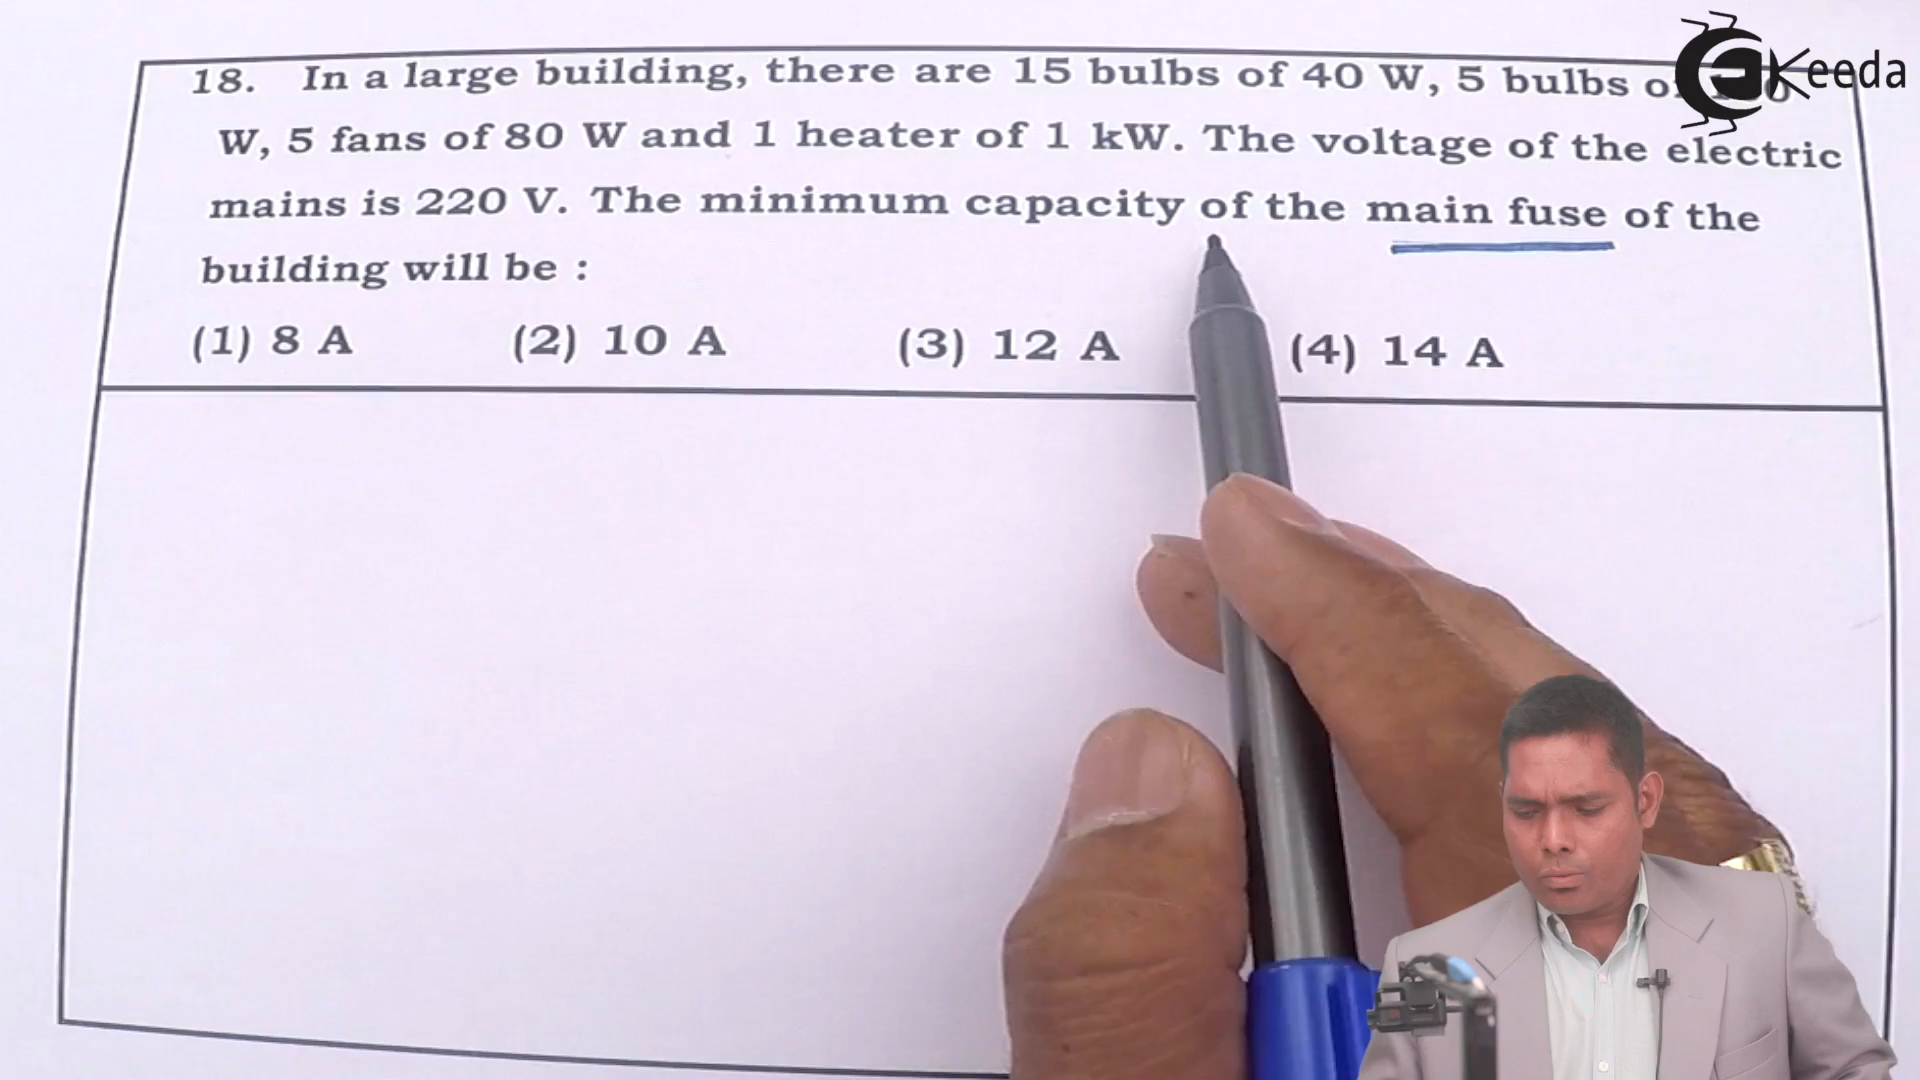 18. In a large building, there are 15 bulbs of 40 W, 5 bulbs
W, 5 fans of 80 W and 1 heater of 1 kW. The voltage of the electric
mains is 220 V. The minimum capacity of the main fuse of the
building will be :
(1) 8 A (2) 10 A (3) 12 A (4) 14 A
Keeda